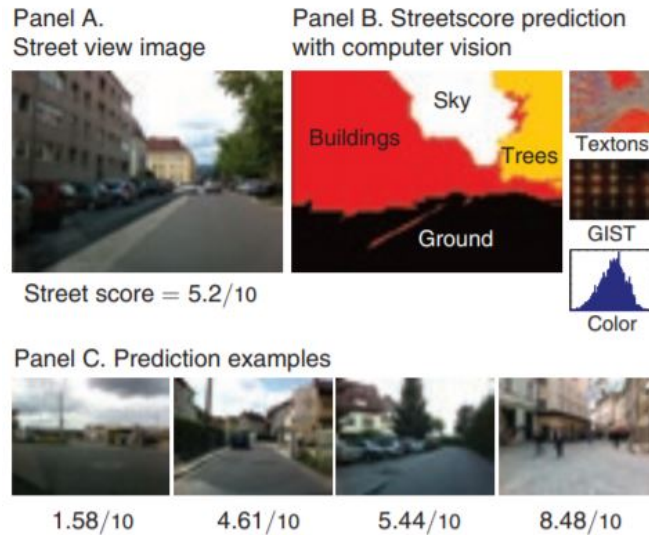 Panel A.
Street view image
Street score = 5.2/10
Panel B. Streetscore prediction
with computer vision
Sky
Buildings
Trees
Ground
Textons
GIST
Color
Panel C. Prediction examples
1.58/10
4.61/10
5.44/10
8.48/10